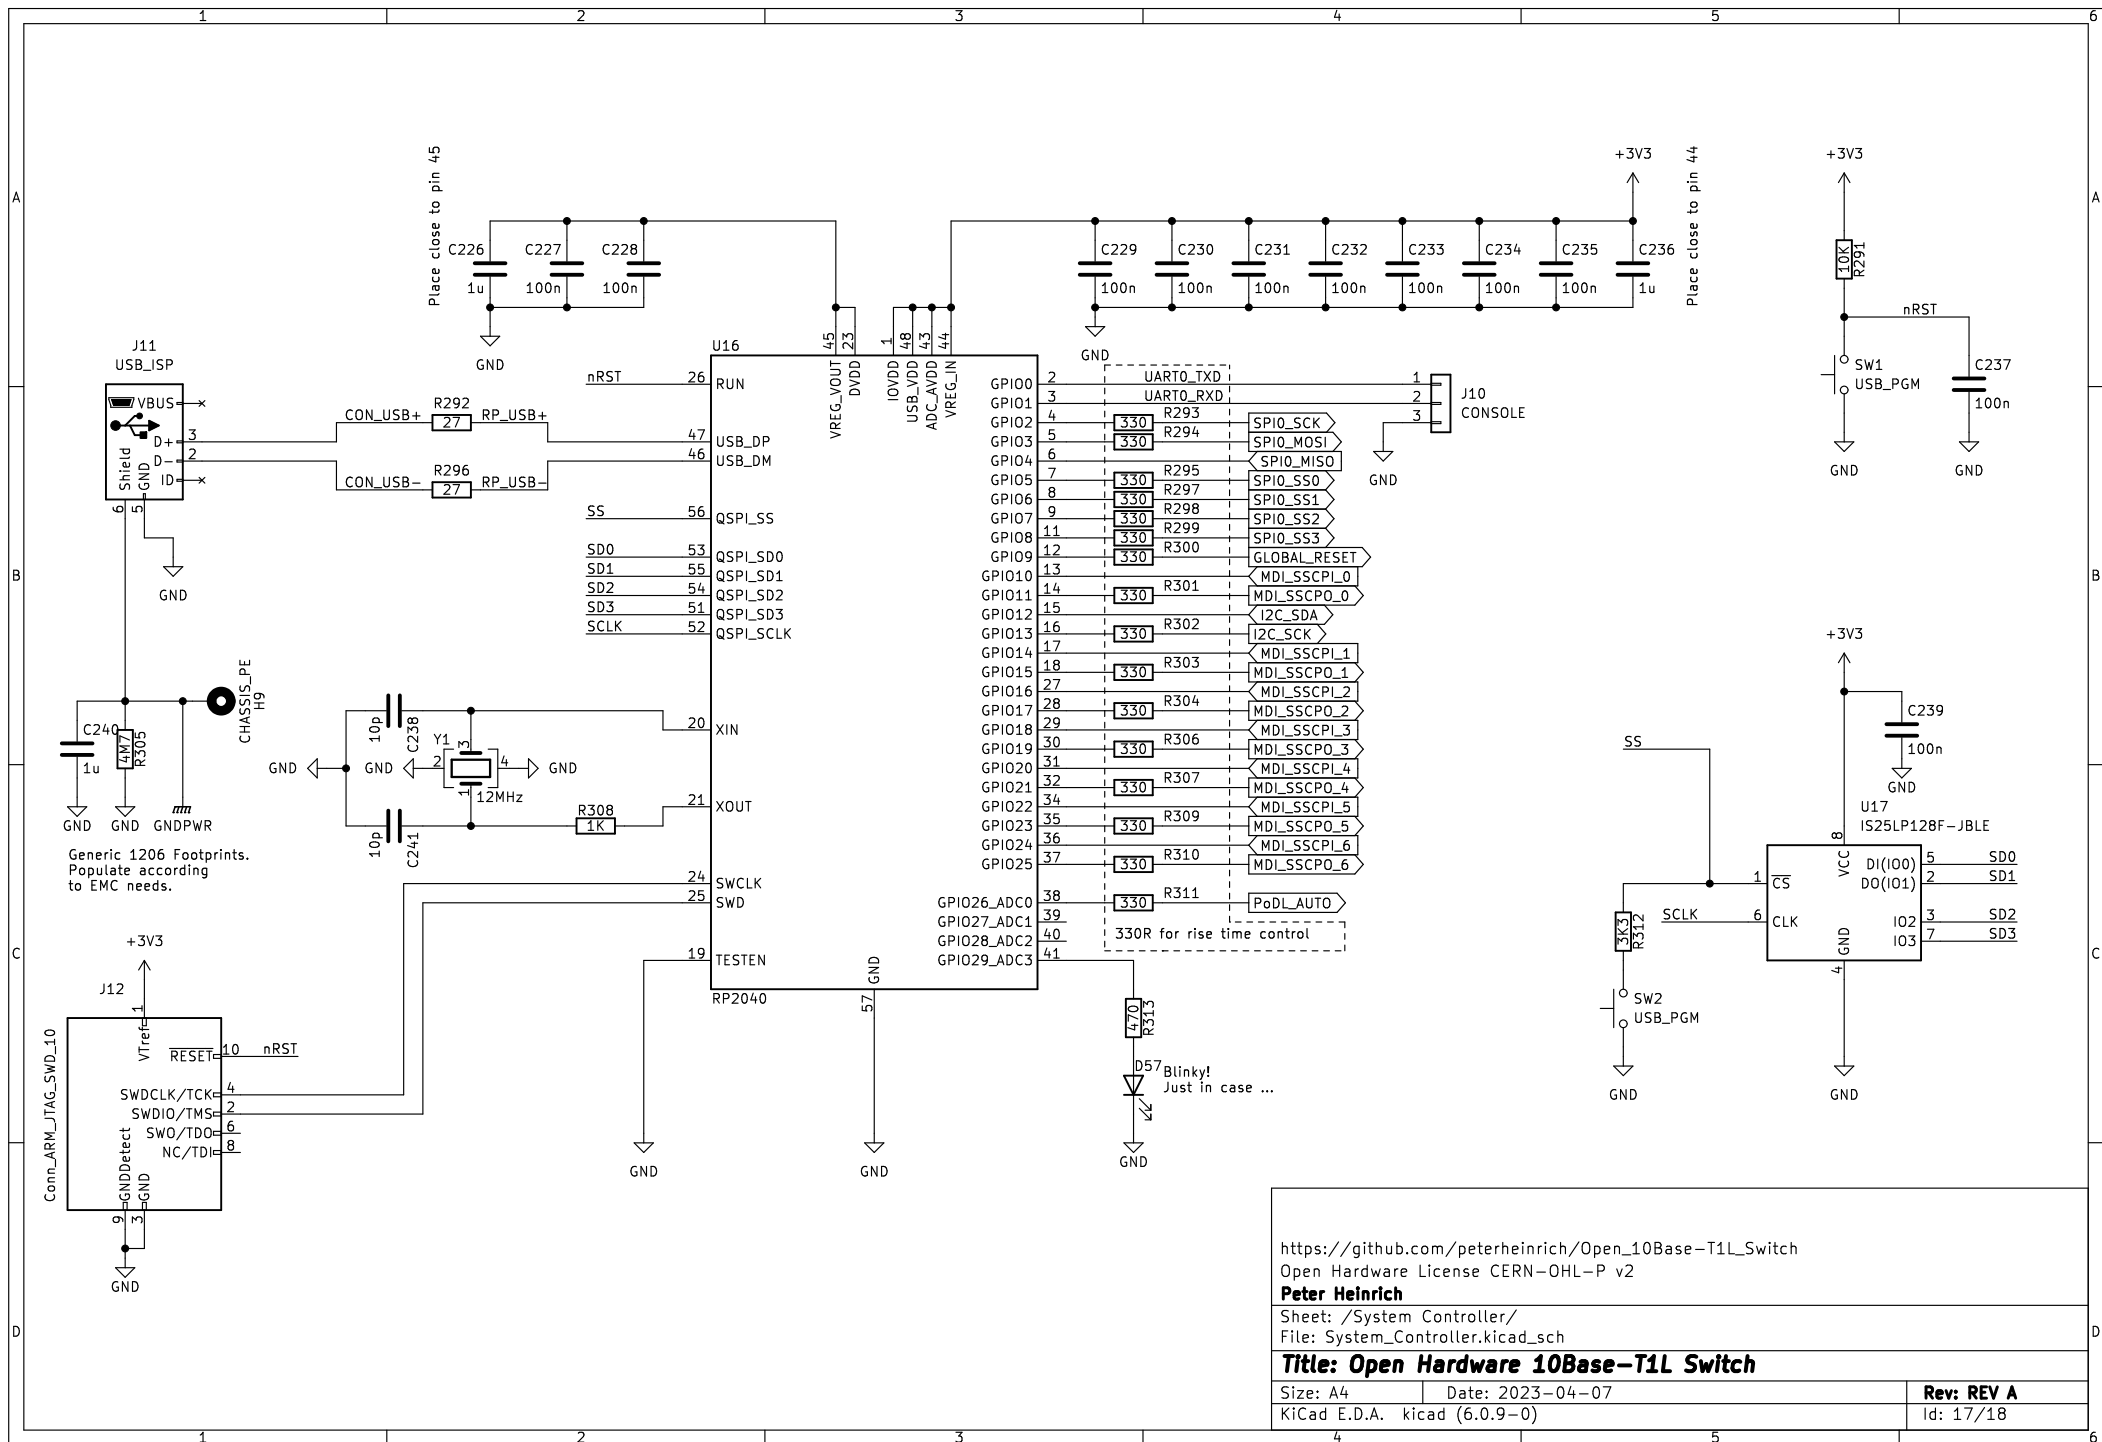 1 2 3 4 5 6
A
B
C
D
A
B
C
D
1 2 3 4 5 6
Place close to pin 45
C226
1u
C227
100n
C228
100n
GND
+3V3
Place close to pin 44
C229
100n
C230
100n
C231
100n
C232
100n
C233
100n
C234
100n
C235
100n
C236
1u
GND
+3V3
10K
R291
nRST
SW1
USB_PGM
C237
100n
GND
GND
J11
USB_ISP
VBUS
D+ 3
D- 2
ID
Shield
GND
6
5
GND
CON_USB+
R292
27
RP_USB+
CON_USB-
R296
27
RP_USB-
CHASSIS_PE
H9
C240
1u
4M7
R305
GND
GND
GNDPWR
Generic 1206 Footprints.
Populate according
to EMC needs.
U16
RP2040
45 VREG_VOUT
23 DVDD
1 IOVDD
48 USB_VDD
43 ADC_AVDD
44 VREG_IN
nRST 26 RUN
47 USB_DP
46 USB_DM
SS 56 QSPI_SS
SD0 53 QSPI_SD0
SD1 55 QSPI_SD1
SD2 54 QSPI_SD2
SD3 51 QSPI_SD3
SCLK 52 QSPI_SCLK
20 XIN
21 XOUT
24 SWCLK
25 SWD
19 TESTEN
57 GND
10p
C238
Y1
3
2
4
1
12MHz
GND
GND
GND
10p
C241
R308
1K
GPIO0 2 UART0_TXD 1
GPIO1 3 UART0_RXD 2
3
J10
CONSOLE
GND
GPIO2 4 330 R293 SPI0_SCK
GPIO3 5 330 R294 SPI0_MOSI
GPIO4 6 SPI0_MISO
GPIO5 7 330 R295 SPI0_SS0
GPIO6 8 330 R297 SPI0_SS1
GPIO7 9 330 R298 SPI0_SS2
GPIO8 11 330 R299 SPI0_SS3
GPIO9 12 330 R300 GLOBAL_RESET
GPIO10 13 MDI_SSCPI_0
GPIO11 14 330 R301 MDI_SSCPO_0
GPIO12 15 I2C_SDA
GPIO13 16 330 R302 I2C_SCK
GPIO14 17 MDI_SSCPI_1
GPIO15 18 330 R303 MDI_SSCPO_1
GPIO16 27 MDI_SSCPI_2
GPIO17 28 330 R304 MDI_SSCPO_2
GPIO18 29 MDI_SSCPI_3
GPIO19 30 330 R306 MDI_SSCPO_3
GPIO20 31 MDI_SSCPI_4
GPIO21 32 330 R307 MDI_SSCPO_4
GPIO22 34 MDI_SSCPI_5
GPIO23 35 330 R309 MDI_SSCPO_5
GPIO24 36 MDI_SSCPI_6
GPIO25 37 330 R310 MDI_SSCPO_6
GPIO26_ADC0 38 330 R311 PoDL_AUTO
GPIO27_ADC1 39
GPIO28_ADC2 40
GPIO29_ADC3 41
330R for rise time control
470
R313
D57
Blinky!
Just in case ...
GND
GND
GND
+3V3
C239
100n
GND
U17
IS25LP128F-JBLE
SS
8 VCC
1 CS
SCLK 6 CLK
DI(IO0) 5 SD0
DO(IO1) 2 SD1
IO2 3 SD2
IO3 7 SD3
GND
4
3K3
R312
SW2
USB_PGM
GND
GND
+3V3
J12
Conn_ARM_JTAG_SWD_10
1
VTref
RESET 10 nRST
SWDCLK/TCK 4
SWDIO/TMS 2
SWO/TDO 6
NC/TDI 8
GNDDetect
GND
9
3
GND
https://github.com/peterheinrich/Open_10Base-T1L_Switch
Open Hardware License CERN-OHL-P v2
Peter Heinrich
Sheet: /System Controller/
File: System_Controller.kicad_sch
Title: Open Hardware 10Base-T1L Switch
Size: A4 Date: 2023-04-07 Rev: REV A
KiCad E.D.A. kicad (6.0.9-0) Id: 17/18